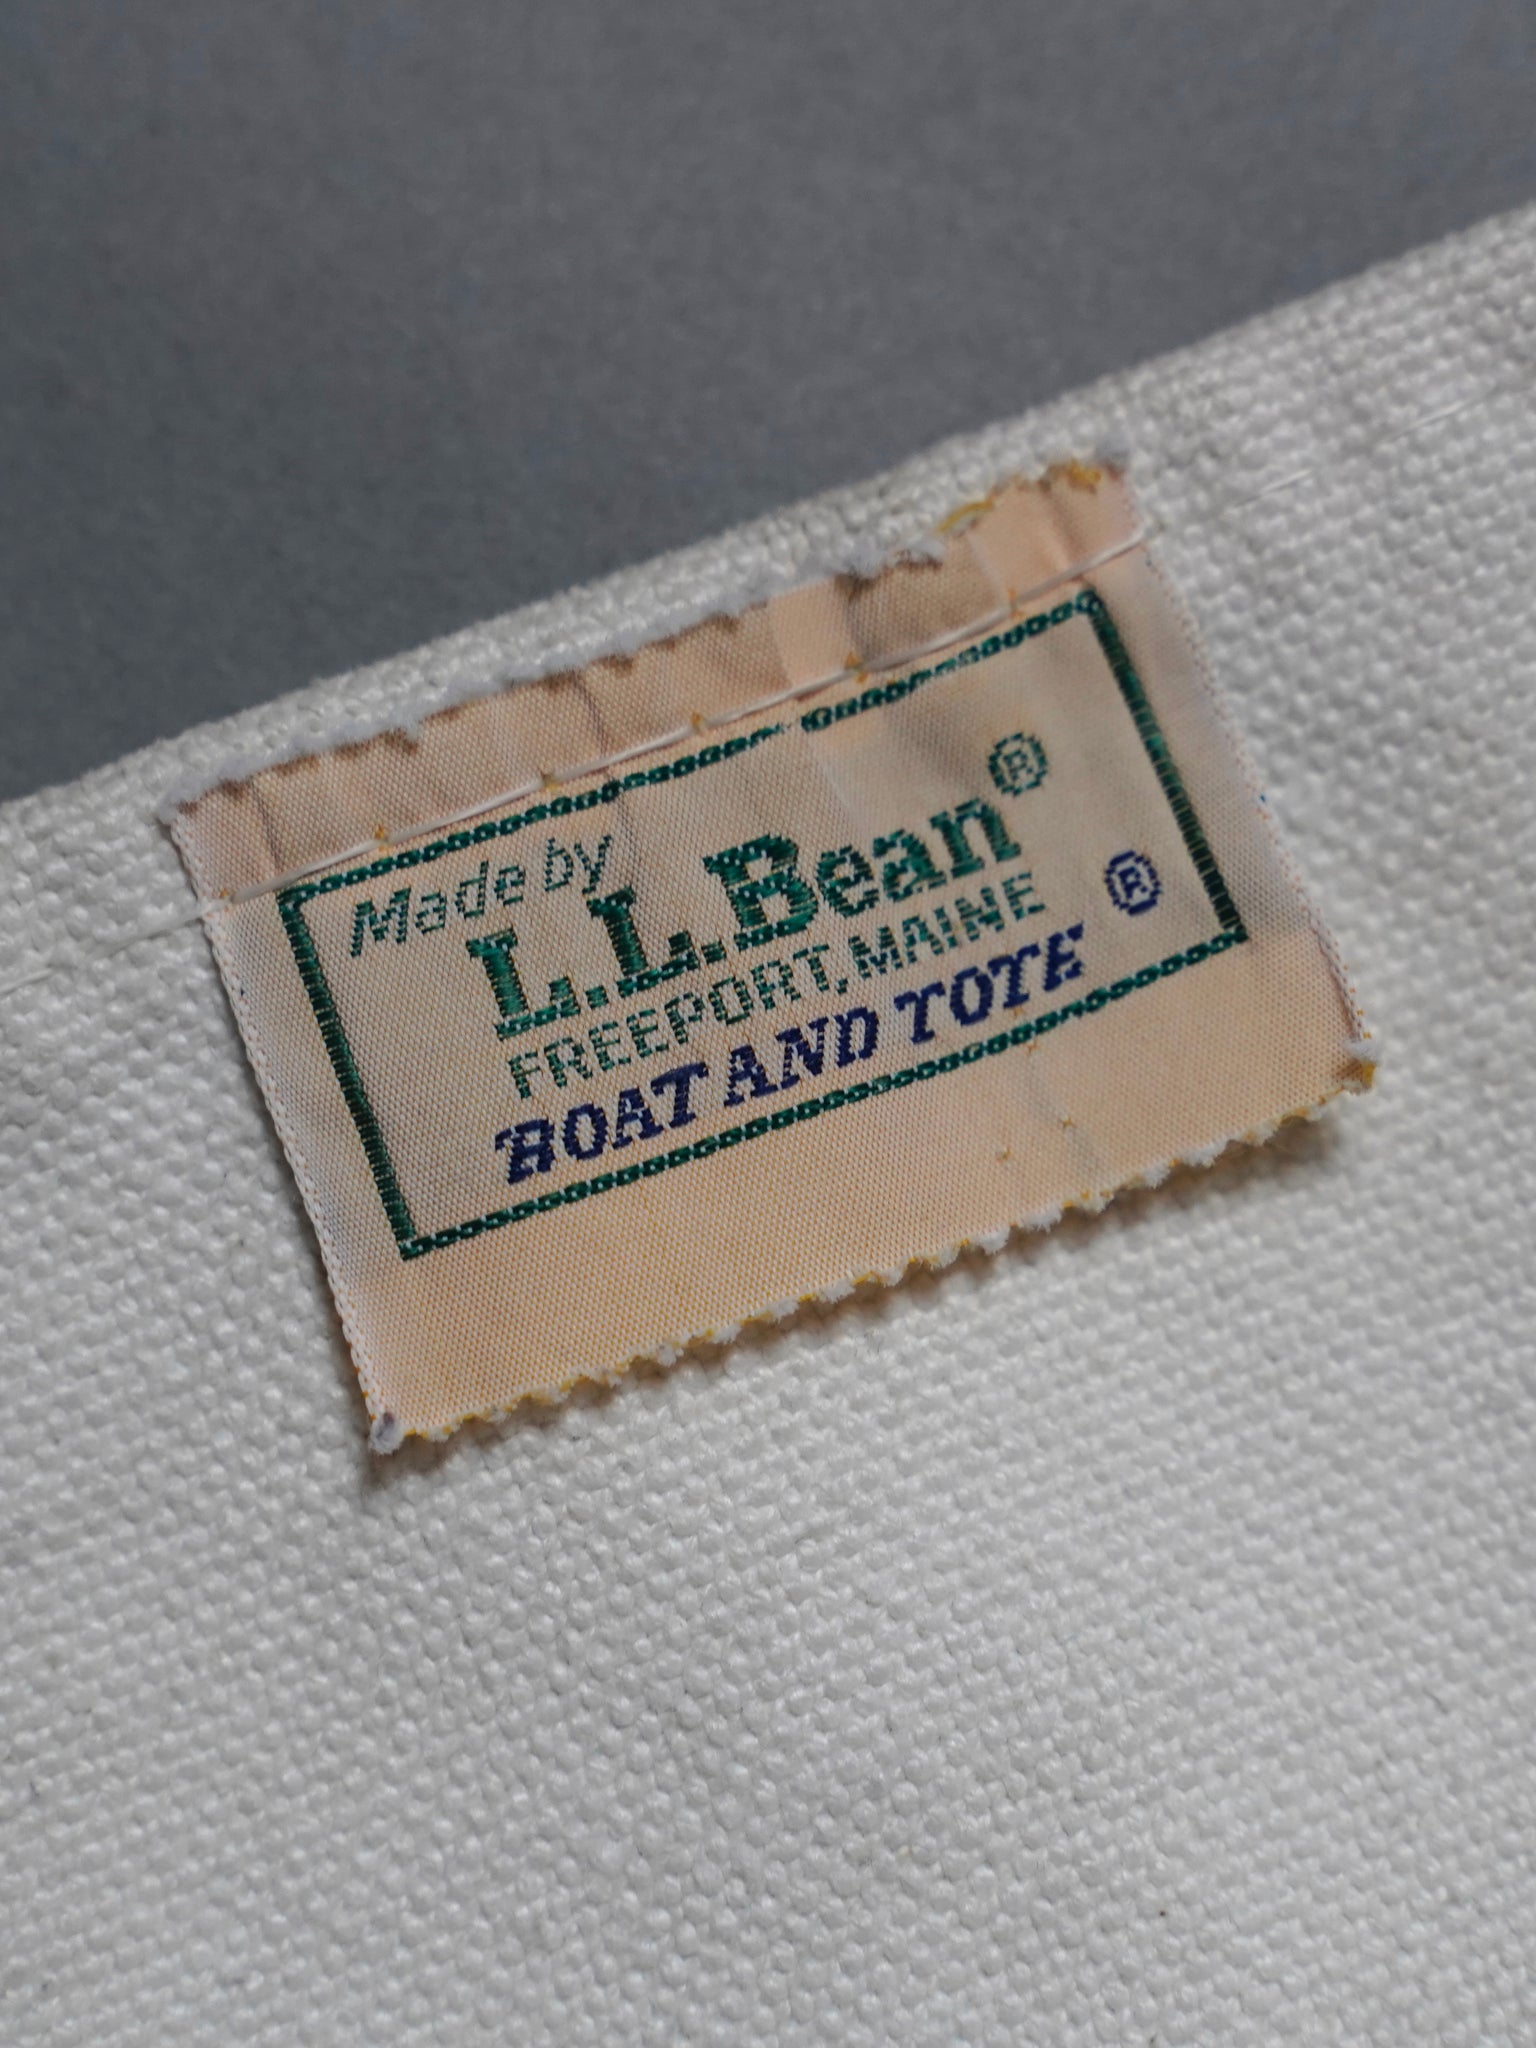 Made by
L.L.Bean®
FREEPORT, MAINE
BOAT AND TOTE ®